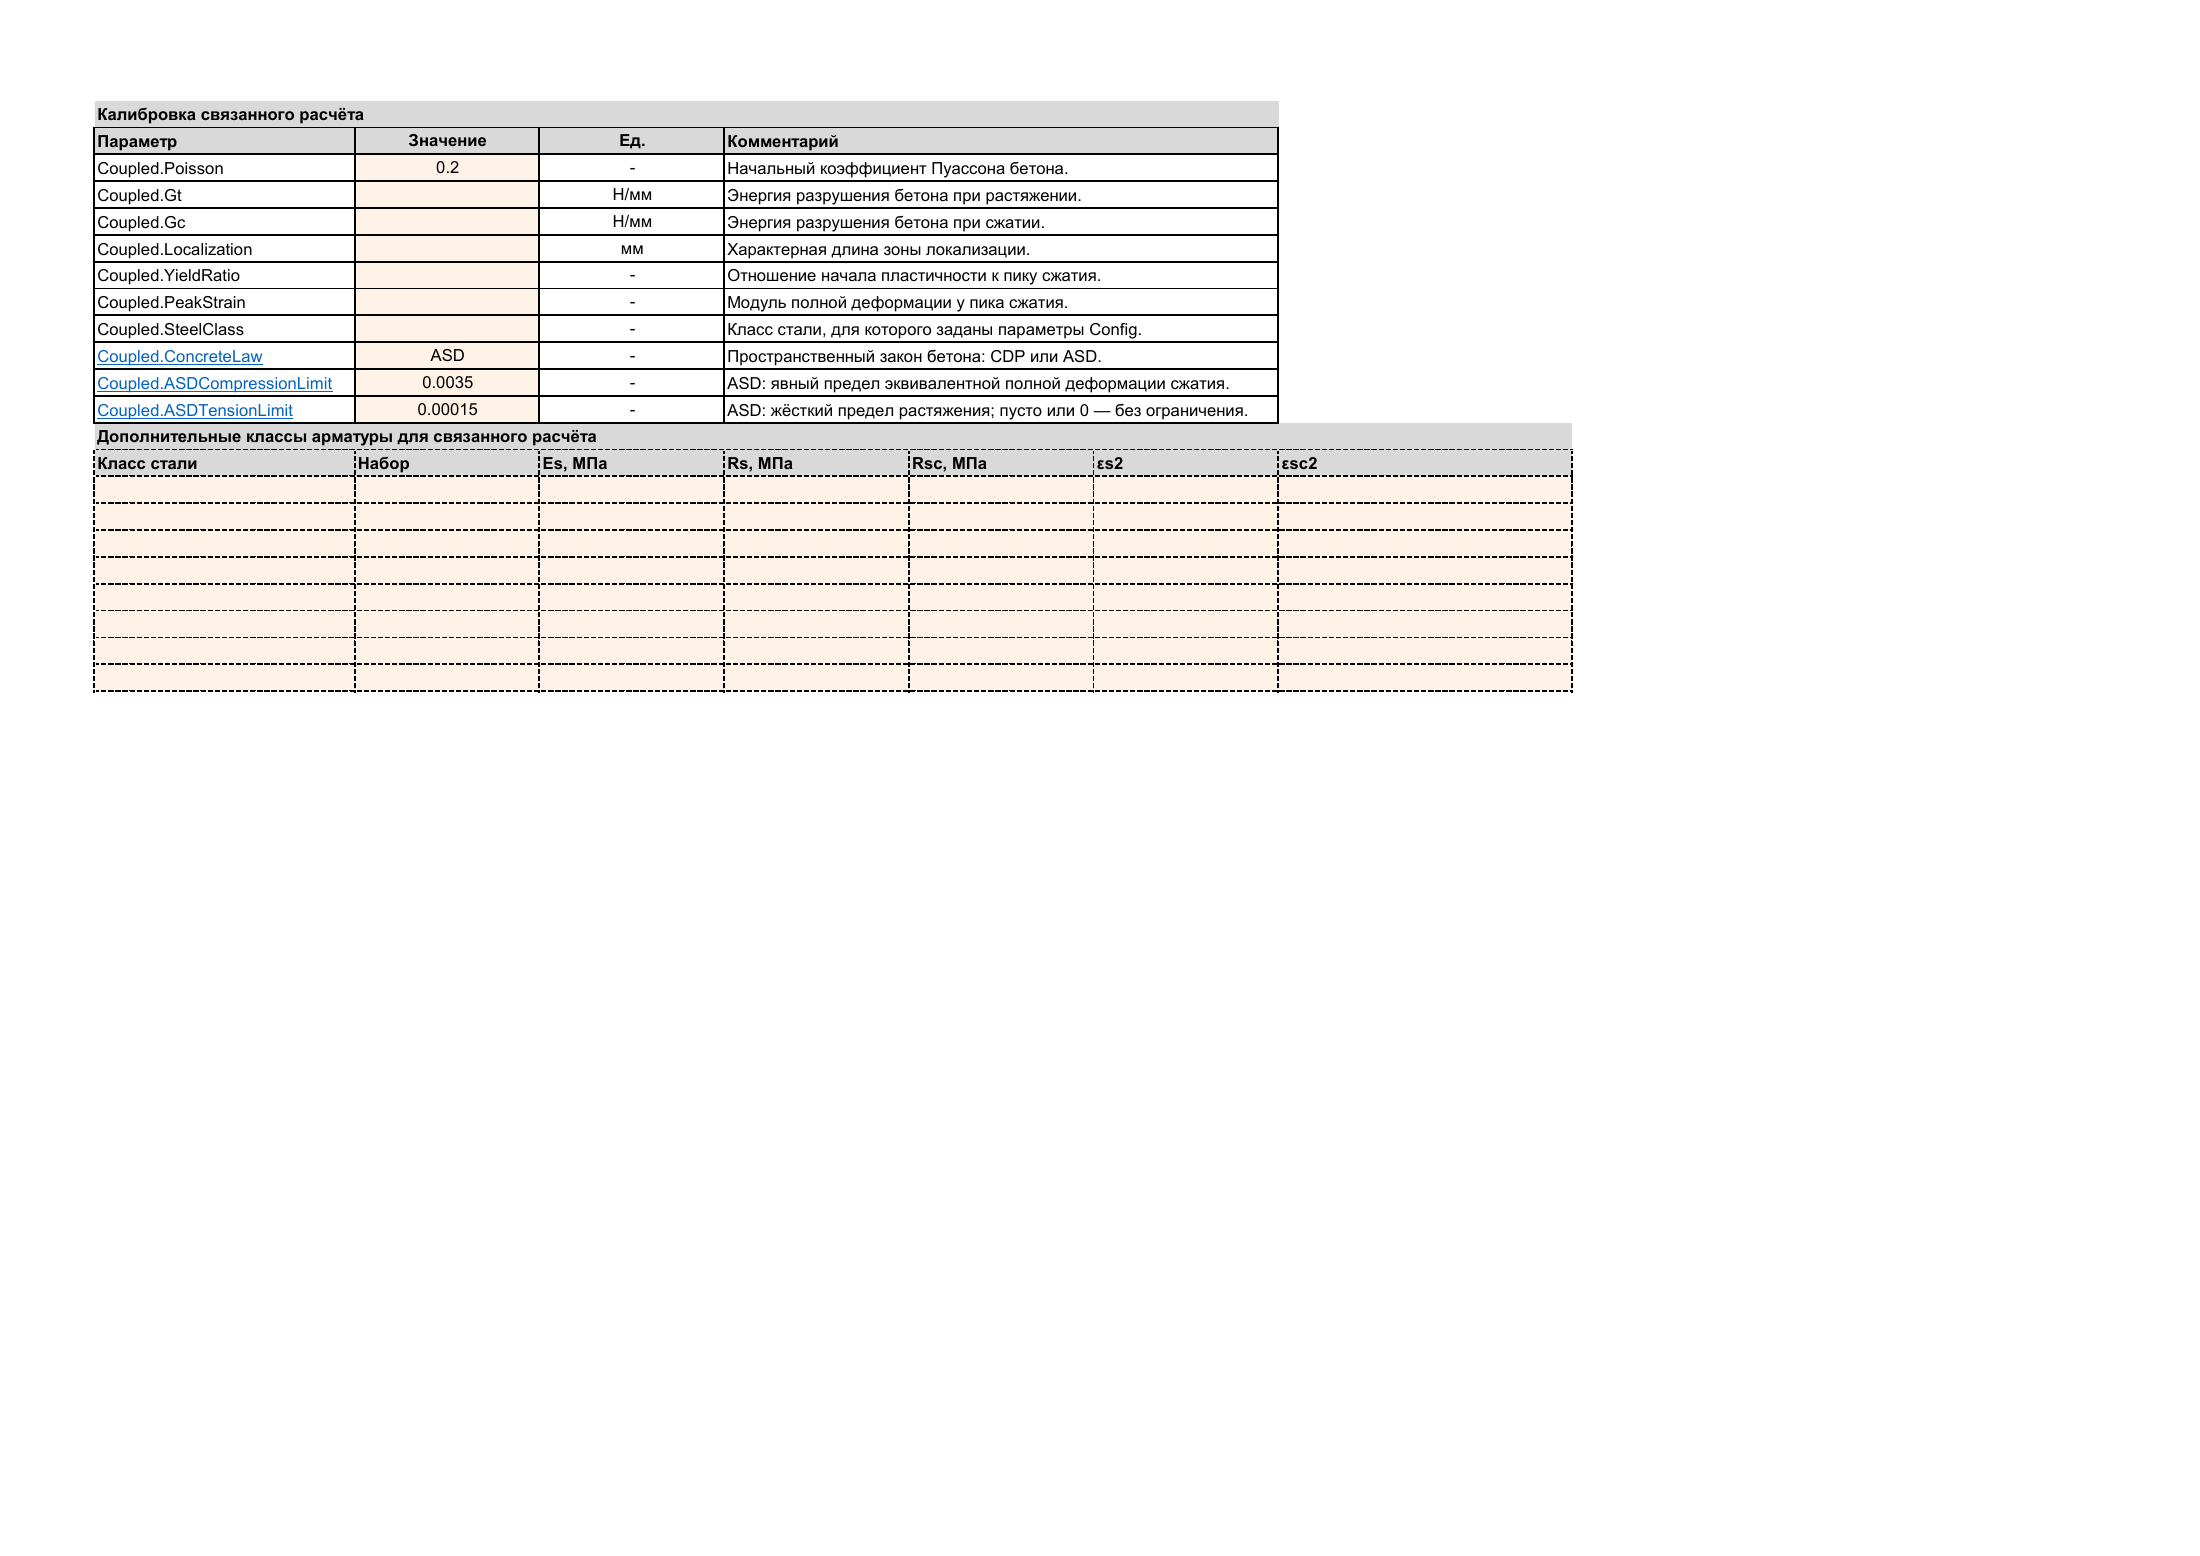 Калибровка связанного расчёта
Параметр Значение Ед. Комментарий
Coupled.Poisson 0.2 - Начальный коэффициент Пуассона бетона.
Coupled.Gt Н/мм Энергия разрушения бетона при растяжении.
Coupled.Gc Н/мм Энергия разрушения бетона при сжатии.
Coupled.Localization мм Характерная длина зоны локализации.
Coupled.YieldRatio - Отношение начала пластичности к пику сжатия.
Coupled.PeakStrain - Модуль полной деформации у пика сжатия.
Coupled.SteelClass - Класс стали, для которого заданы параметры Config.
Coupled.ConcreteLaw ASD - Пространственный закон бетона: CDP или ASD.
Coupled.ASDCompressionLimit 0.0035 - ASD: явный предел эквивалентной полной деформации сжатия.
Coupled.ASDTensionLimit 0.00015 - ASD: жёсткий предел растяжения; пусто или 0 — без ограничения.
Дополнительные классы арматуры для связанного расчёта
Класс стали Набор Es, МПа Rs, МПа Rsc, МПа εs2 εsc2